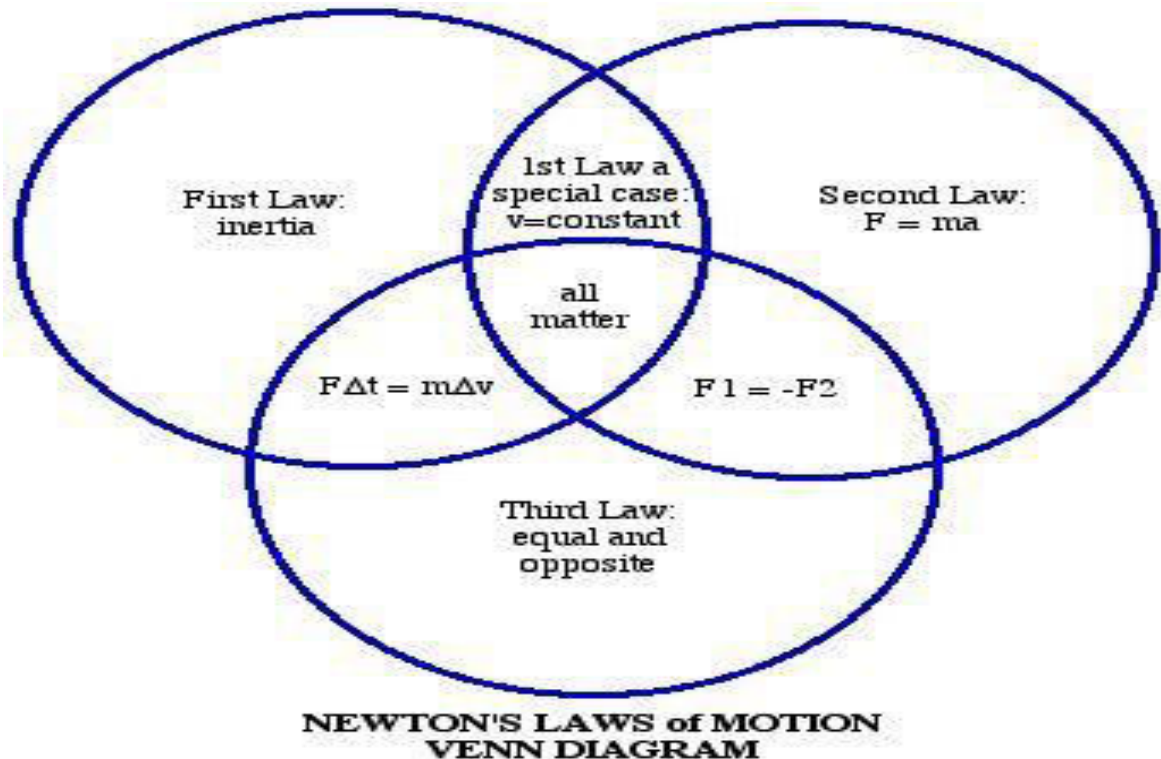 First Law:
inertia
1st Law a
special case:
v=constant
Second Law:
F = ma
all
matter
FΔt = mΔv
F1 = -F2
Third Law:
equal and
opposite
NEWTON'S LAWS of MOTION
VENN DIAGRAM